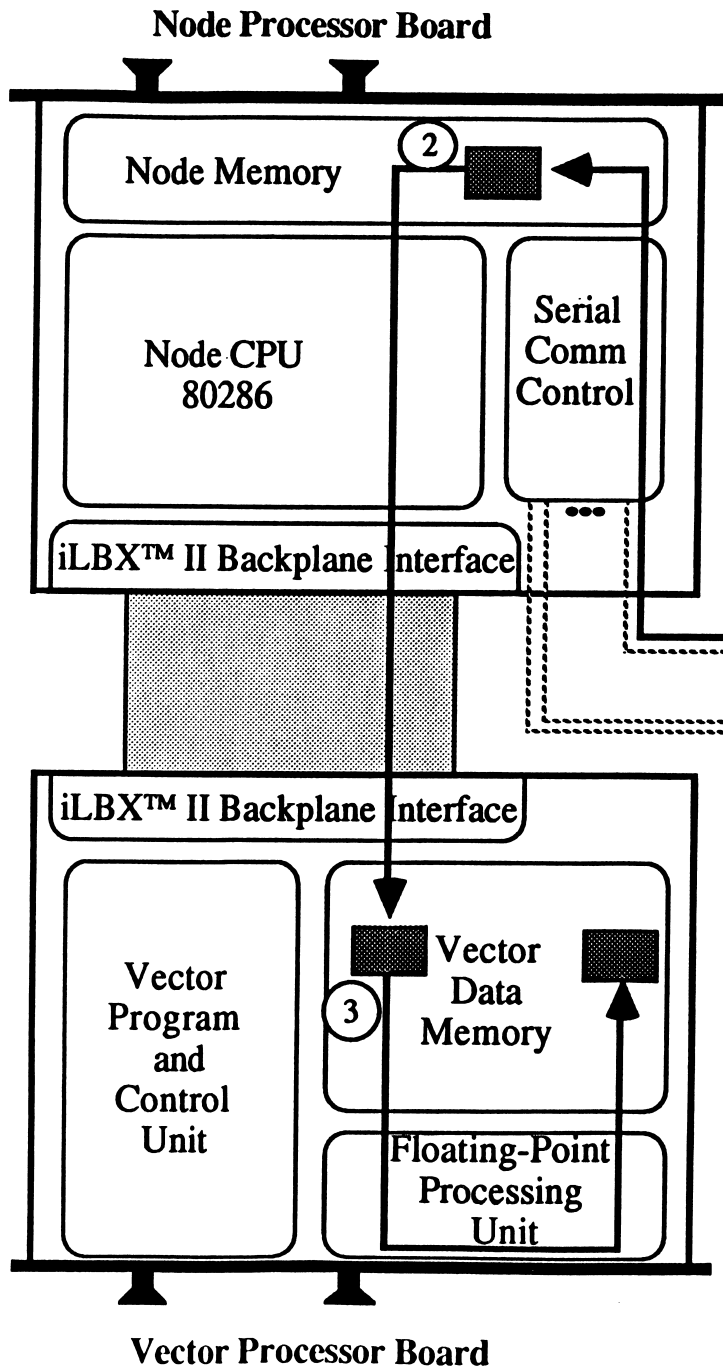 Node Processor Board
2
Node Memory
Node CPU
80286
Serial
Comm
Control
iLBX™ II Backplane Interface
iLBX™ II Backplane Interface
Vector
Program
and
Control
Unit
Vector
Data
Memory
3
Floating-Point
Processing
Unit
Vector Processor Board